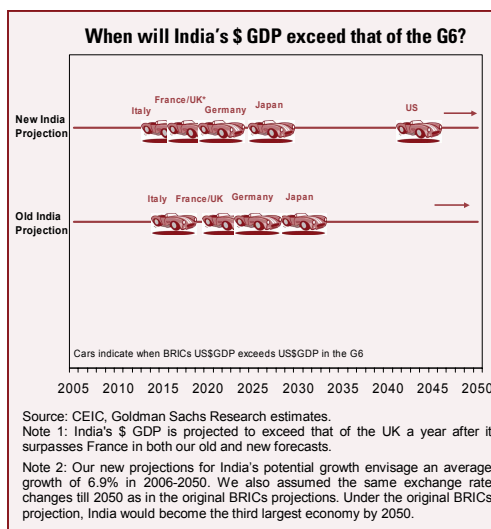 When will India's $ GDP exceed that of the G6?
France/UK*
Italy
Germany
Japan
US
New India
Projection
Italy
France/UK
Germany
Japan
Old India
Projection
Cars indicate when BRICs US$GDP exceeds US$GDP in the G6
2005 2010 2015 2020 2025 2030 2035 2040 2045 2050
Source: CEIC, Goldman Sachs Research estimates.
Note 1: India's $ GDP is projected to exceed that of the UK a year after it
surpasses France in both our old and new forecasts.
Note 2: Our new projections for India's potential growth envisage an average
growth of 6.9% in 2006-2050. We also assumed the same exchange rate
changes till 2050 as in the original BRICs projections. Under the original BRICs
projection, India would become the third largest economy by 2050.